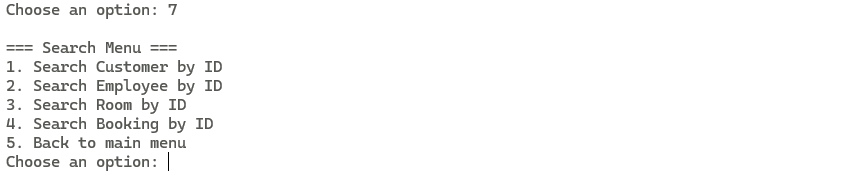 Choose an option: 7
=== Search Menu ===
1. Search Customer by ID
2. Search Employee by ID
3. Search Room by ID
4. Search Booking by ID
5. Back to main menu
Choose an option: